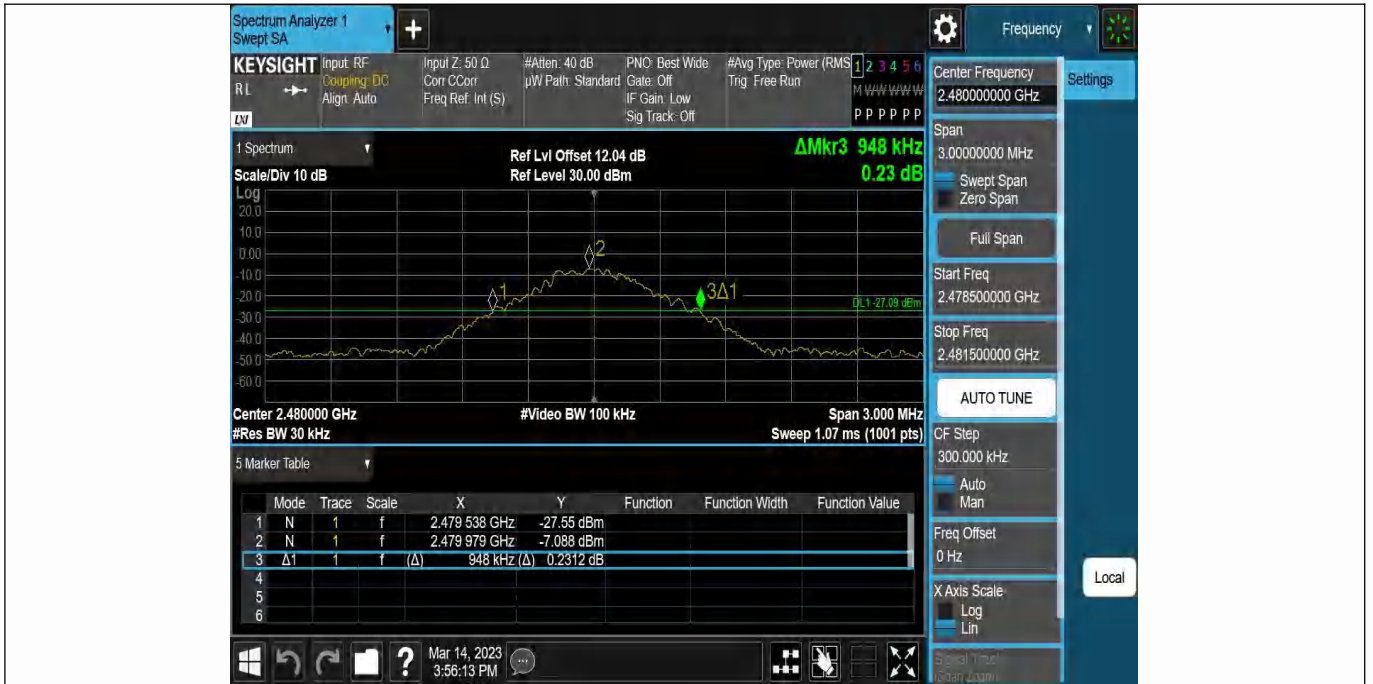 Spectrum Analyzer 1
Swept SA
+
Frequency
KEYSIGHT
RL
LXI
Input: RF
Coupling: DC
Align: Auto
Input Z: 50 Ω
Corr CCorr
Freq Ref: Int (S)
#Atten: 40 dB
µW Path: Standard
PNO: Best Wide
Gate: Off
IF Gain: Low
Sig Track: Off
#Avg Type: Power (RMS
Trig: Free Run
1 2 3 4 5 6
M W W W W W
P P P P P P
1 Spectrum
Scale/Div 10 dB
Ref Lvl Offset 12.04 dB
Ref Level 30.00 dBm
ΔMkr3 948 kHz
0.23 dB
Log
20.0
10.0
0.00
-10.0
-20.0
-30.0
-40.0
-50.0
-60.0
1
2
3Δ1
DL1 -27.09 dBm
Center 2.480000 GHz
#Video BW 100 kHz
Span 3.000 MHz
#Res BW 30 kHz
Sweep 1.07 ms (1001 pts)
5 Marker Table
Mode Trace Scale X Y Function Function Width Function Value
1 N 1 f 2.479 538 GHz -27.55 dBm
2 N 1 f 2.479 979 GHz -7.088 dBm
3 Δ1 1 f (Δ) 948 kHz (Δ) 0.2312 dB
4
5
6
?
Mar 14, 2023
3:56:13 PM
Center Frequency
2.480000000 GHz
Settings
Span
3.00000000 MHz
Swept Span
Zero Span
Full Span
Start Freq
2.478500000 GHz
Stop Freq
2.481500000 GHz
AUTO TUNE
CF Step
300.000 kHz
Auto
Man
Freq Offset
0 Hz
X Axis Scale
Log
Lin
Local
Signal Track
(Span Zoom)